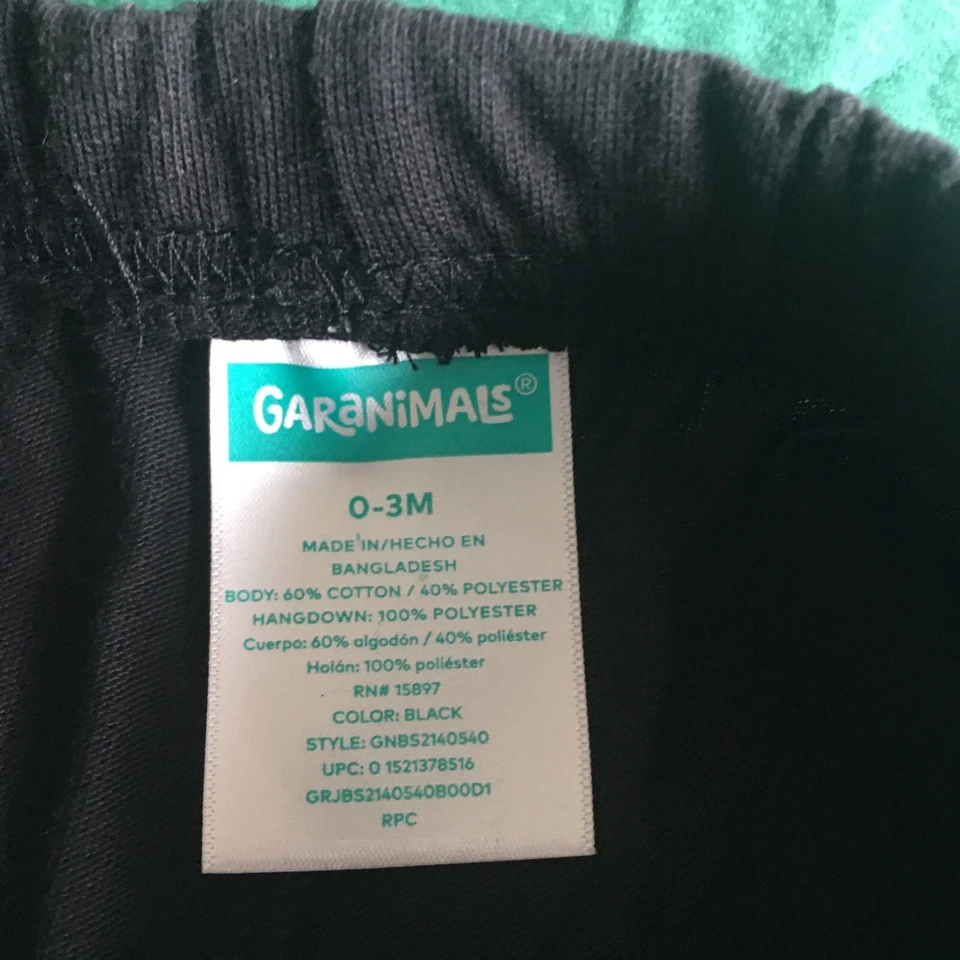 GARANiMALS®
0-3M
MADE IN/HECHO EN
BANGLADESH
BODY: 60% COTTON / 40% POLYESTER
HANGDOWN: 100% POLYESTER
Cuerpo: 60% algodón / 40% poliéster
Holán: 100% poliéster
RN# 15897
COLOR: BLACK
STYLE: GNBS2140540
UPC: 0 1521378516
GRJBS2140540B00D1
RPC